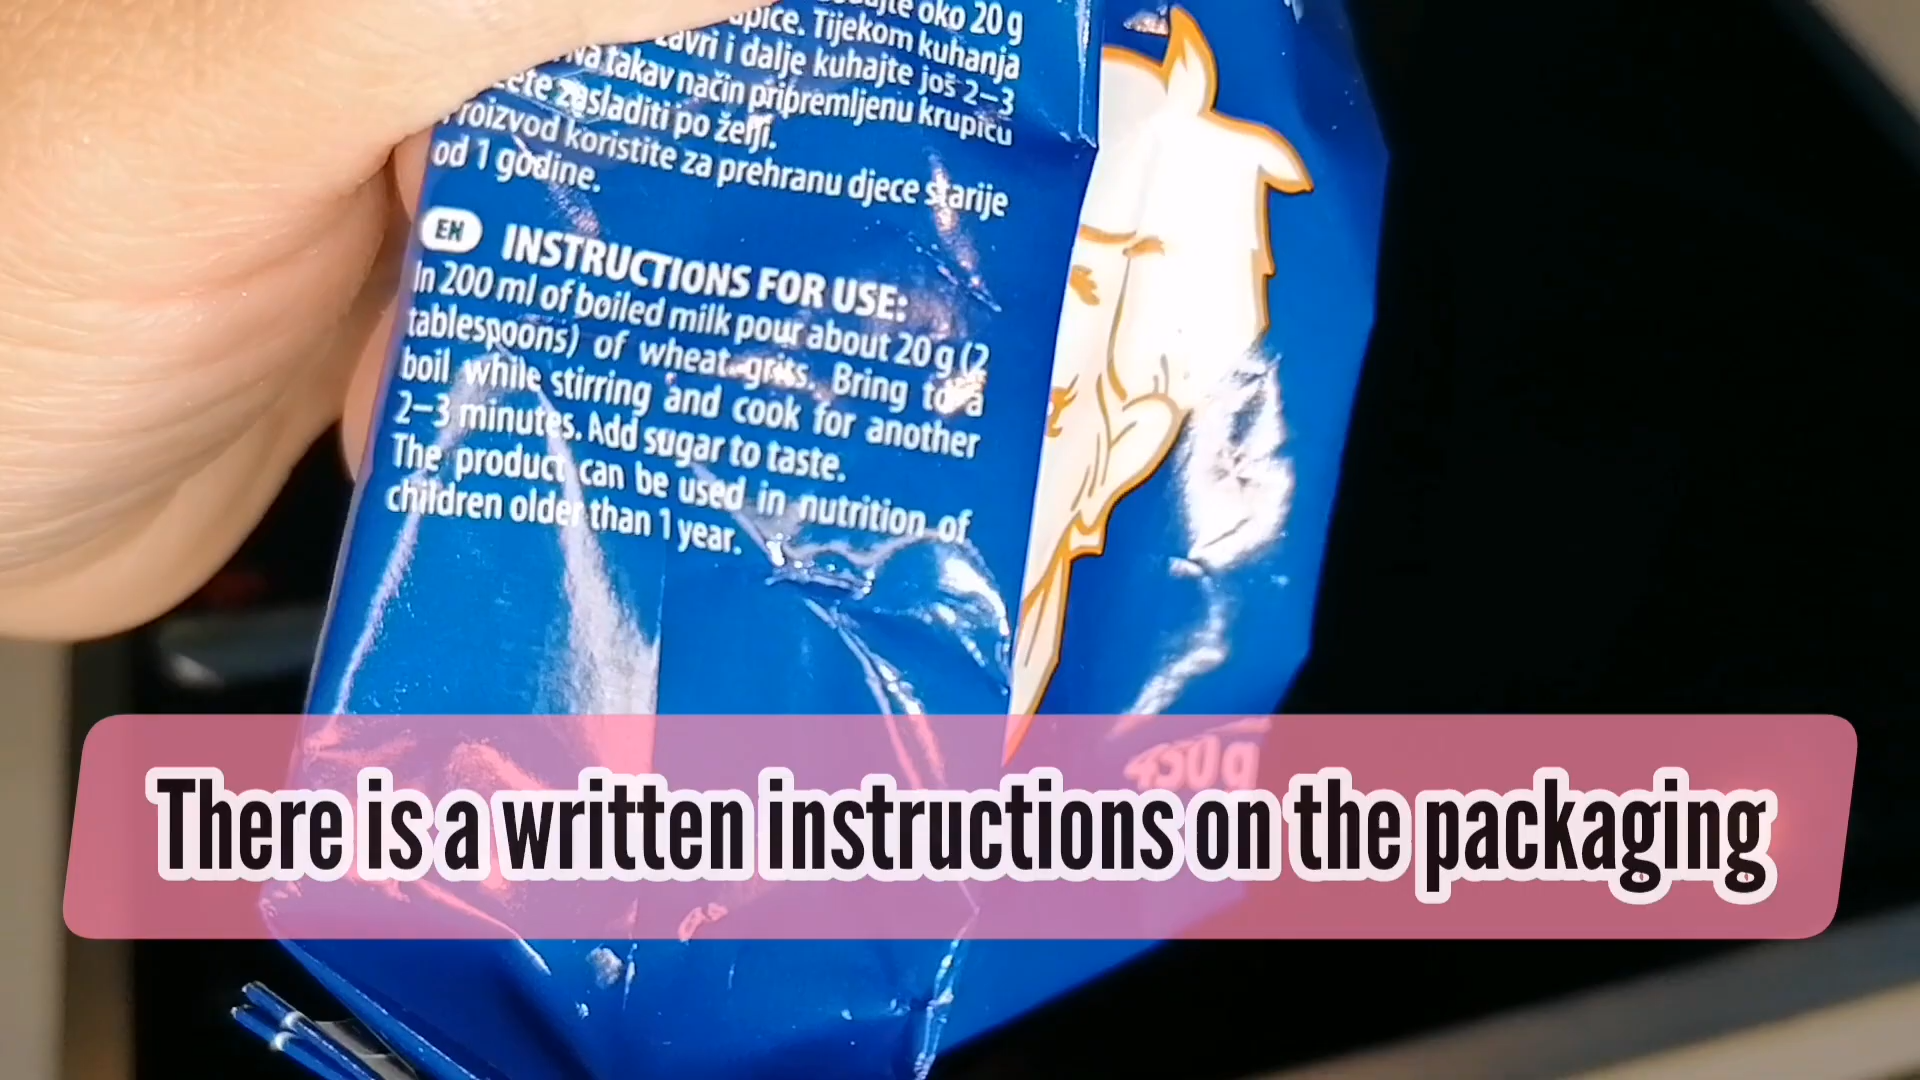 oko 20 g
Tijekom kuhanja
i dalje kuhajte još 2–3
Na takav način pripremljenu krupicu
zasladiti po želji.
Proizvod koristite za prehranu djece starije
od 1 godine.
EN INSTRUCTIONS FOR USE:
In 200 ml of boiled milk pour about 20 g (2
tablespoons) of wheat grits. Bring to a
boil while stirring and cook for another
2–3 minutes. Add sugar to taste.
The product can be used in nutrition of
children older than 1 year.
There is a written instructions on the packaging